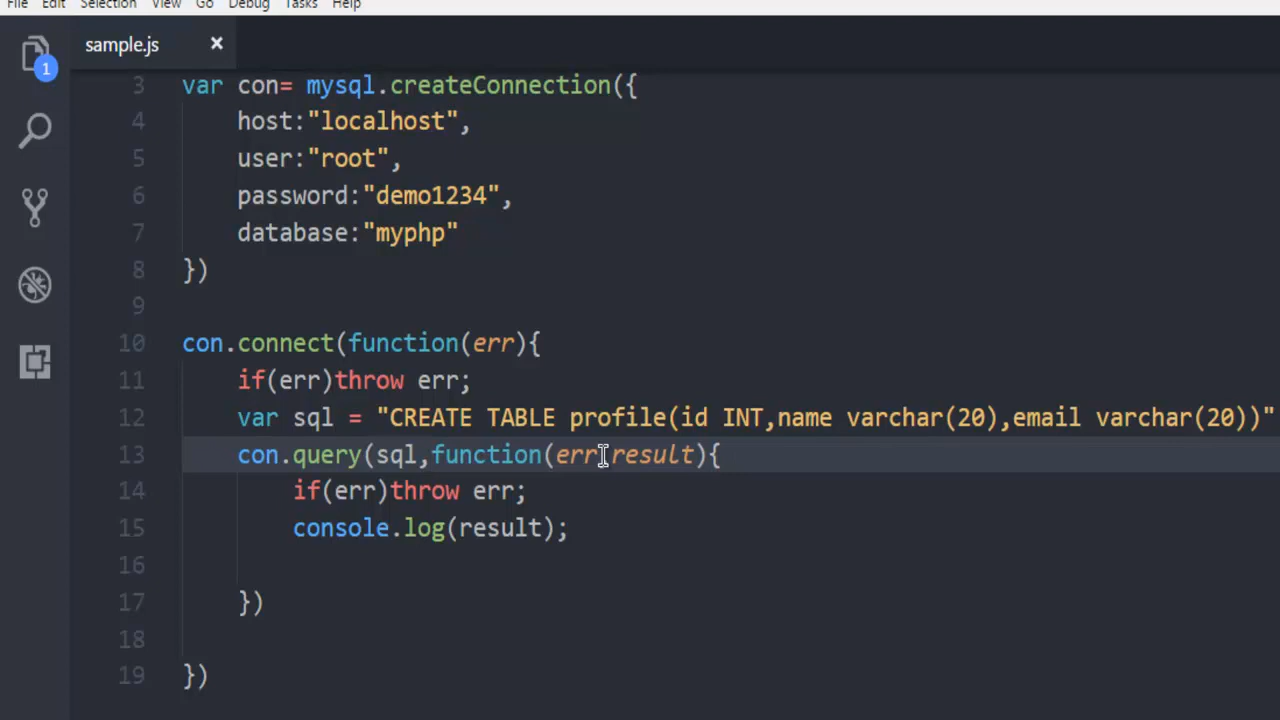 File Edit Selection View Go Debug Tasks Help
sample.js ×
1
3 var con= mysql.createConnection({
4 host:"localhost",
5 user:"root",
6 password:"demo1234",
7 database:"myphp"
8 })
9
10 con.connect(function(err){
11 if(err)throw err;
12 var sql = "CREATE TABLE profile(id INT,name varchar(20),email varchar(20))"
13 con.query(sql,function(err,result){
14 if(err)throw err;
15 console.log(result);
16
17 })
18
19 })